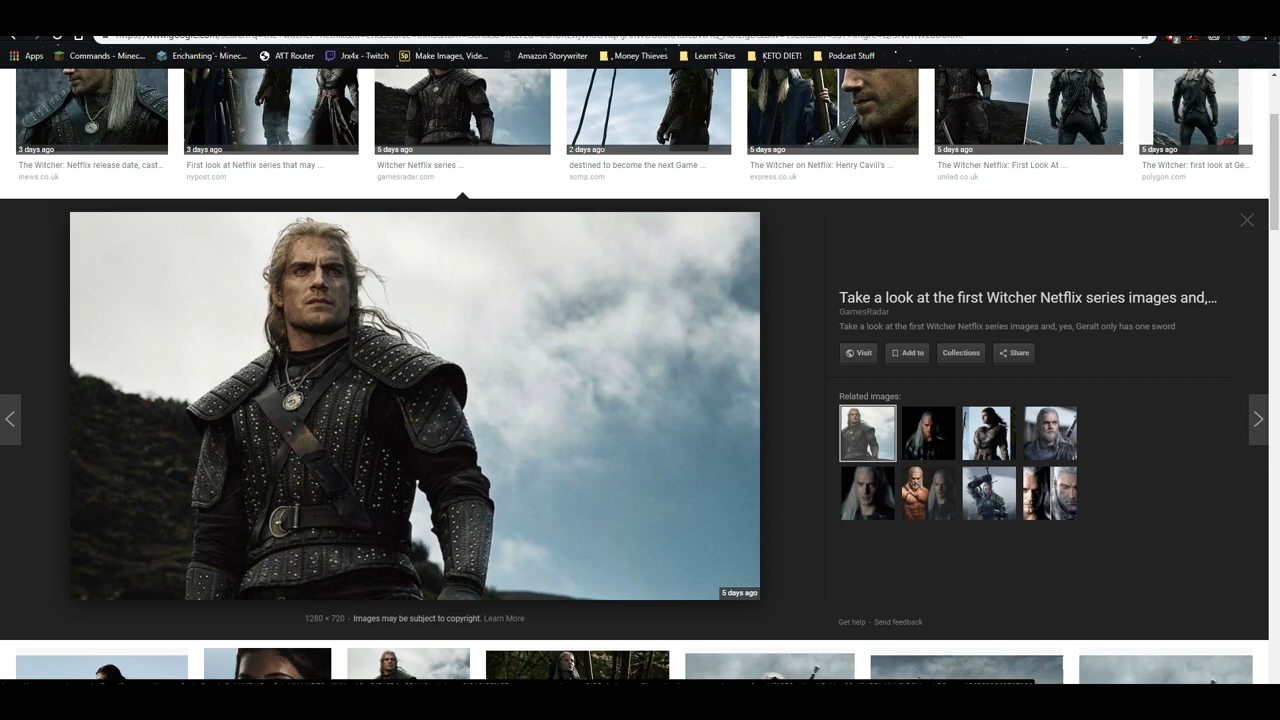 Apps Commands - Minec... Enchanting - Minec... ATT Router Jrx4x - Twitch Make Images, Vide... Amazon Storywriter Money Thieves Learnt Sites KETO DIET! Podcast Stuff
3 days ago 3 days ago 5 days ago 2 days ago 5 days ago 5 days ago 5 days ago
The Witcher: Netflix release date, cast... First look at Netflix series that may ... Witcher Netflix series ... destined to become the next Game ... The Witcher on Netflix: Henry Cavill's ... The Witcher Netflix: First Look At ... The Witcher: first look at Ge...
inews.co.uk nypost.com gamesradar.com scmp.com express.co.uk unilad.co.uk polygon.com
Take a look at the first Witcher Netflix series images and,...
GamesRadar
Take a look at the first Witcher Netflix series images and, yes, Geralt only has one sword
Visit Add to Collections Share
Related images:
5 days ago
1280 × 720 - Images may be subject to copyright. Learn More
Get help - Send feedback